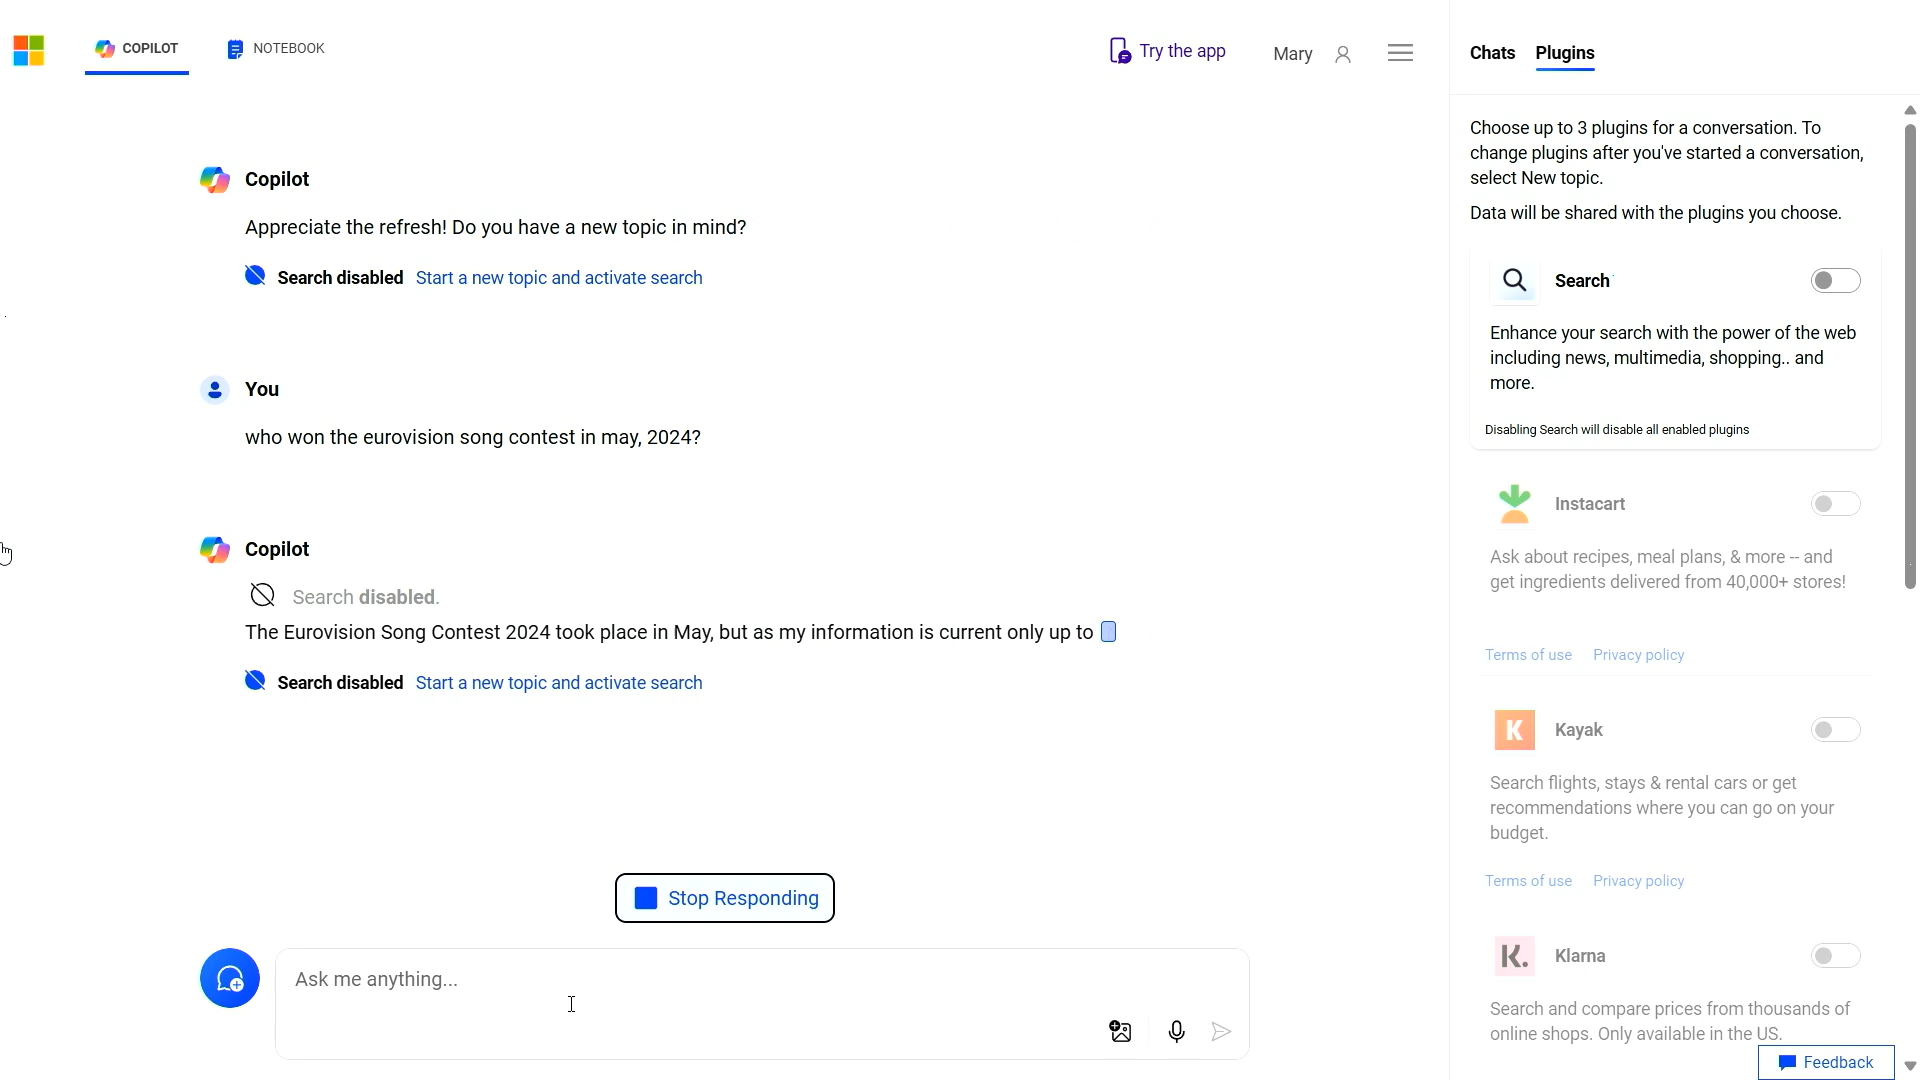 COPILOT
NOTEBOOK
Try the app
Mary
Chats
Plugins
Copilot
Appreciate the refresh! Do you have a new topic in mind?
Search disabled Start a new topic and activate search
You
who won the eurovision song contest in may, 2024?
Copilot
Search disabled.
The Eurovision Song Contest 2024 took place in May, but as my information is current only up to
Search disabled Start a new topic and activate search
Stop Responding
Ask me anything...
Choose up to 3 plugins for a conversation. To
change plugins after you've started a conversation,
select New topic.
Data will be shared with the plugins you choose.
Search
Enhance your search with the power of the web
including news, multimedia, shopping.. and
more.
Disabling Search will disable all enabled plugins
Instacart
Ask about recipes, meal plans, & more -- and
get ingredients delivered from 40,000+ stores!
Terms of use Privacy policy
K
Kayak
Search flights, stays & rental cars or get
recommendations where you can go on your
budget.
Terms of use Privacy policy
K.
Klarna
Search and compare prices from thousands of
online shops. Only available in the US.
Feedback